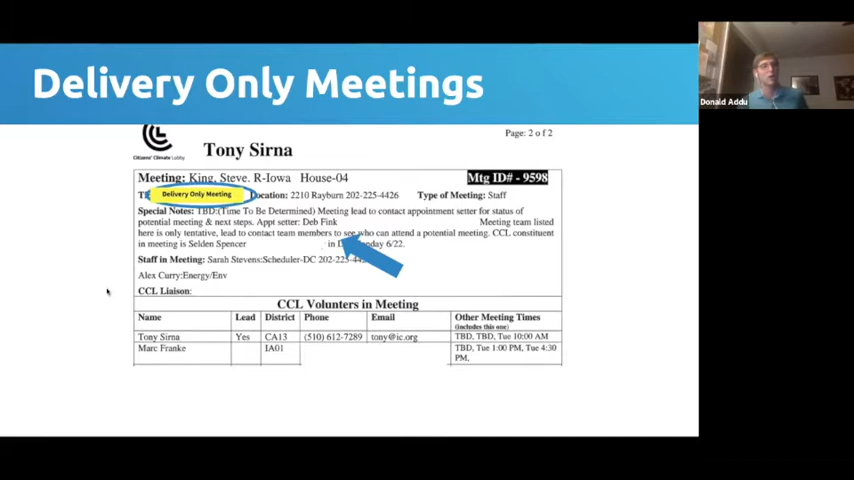 Delivery Only Meetings
Donald Addu
Page: 2 of 2
Citizens' Climate Lobby
Tony Sirna
Meeting: King, Steve. R-Iowa House-04
Mtg ID# - 9598
Delivery Only Meeting
Location: 2210 Rayburn 202-225-4426 Type of Meeting: Staff
Special Notes: TBD:(Time To Be Determined) Meeting lead to contact appointment setter for status of
potential meeting & next steps. Appt setter: Deb Fink Meeting team listed
here is only tentative, lead to contact team members to see who can attend a potential meeting. CCL constituent
in meeting is Selden Spencer in 6/22.
Staff in Meeting: Sarah Stevens:Scheduler-DC
Alex Curry:Energy/Env
CCL Liaison:
CCL Volunteers in Meeting
Name Lead District Phone Email Other Meeting Times
(includes this one)
Tony Sirna Yes CA13 (510) 612-7289 tony@ic.org TBD, TBD, Tue 10:00 AM
Marc Franke IA01 TBD, Tue 1:00 PM, Tue 4:30
PM,